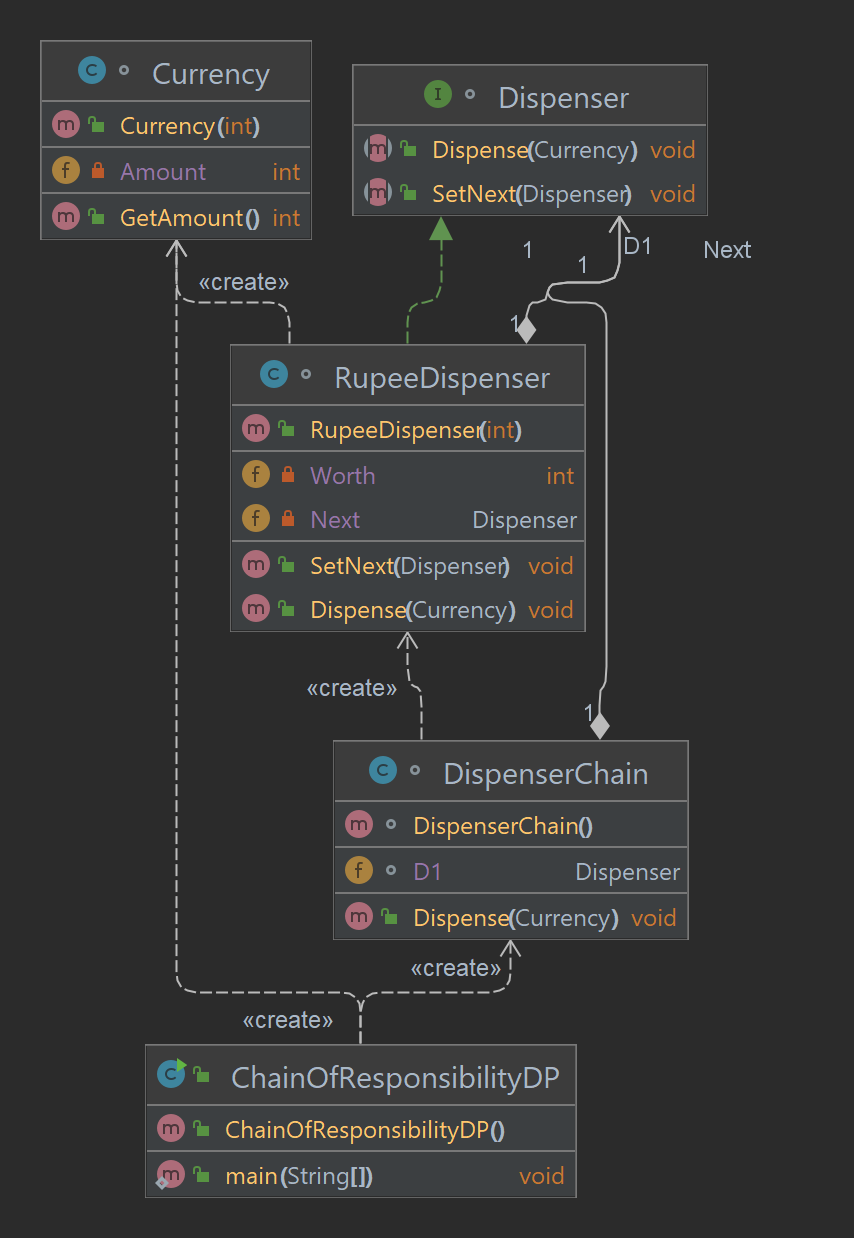 Currency
Currency(int)
Amount int
GetAmount() int
Dispenser
Dispense(Currency) void
SetNext(Dispenser) void
«create»
1
1
D1
Next
1
RupeeDispenser
RupeeDispenser(int)
Worth int
Next Dispenser
SetNext(Dispenser) void
Dispense(Currency) void
«create»
1
DispenserChain
DispenserChain()
D1 Dispenser
Dispense(Currency) void
«create»
«create»
ChainOfResponsibilityDP
ChainOfResponsibilityDP()
main(String[]) void